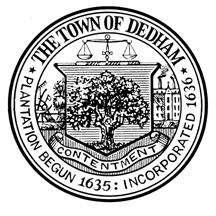 THE TOWN OF DEDHAM
PLANTATION BEGUN 1635: INCORPORATED 1636
CONTENTMENT